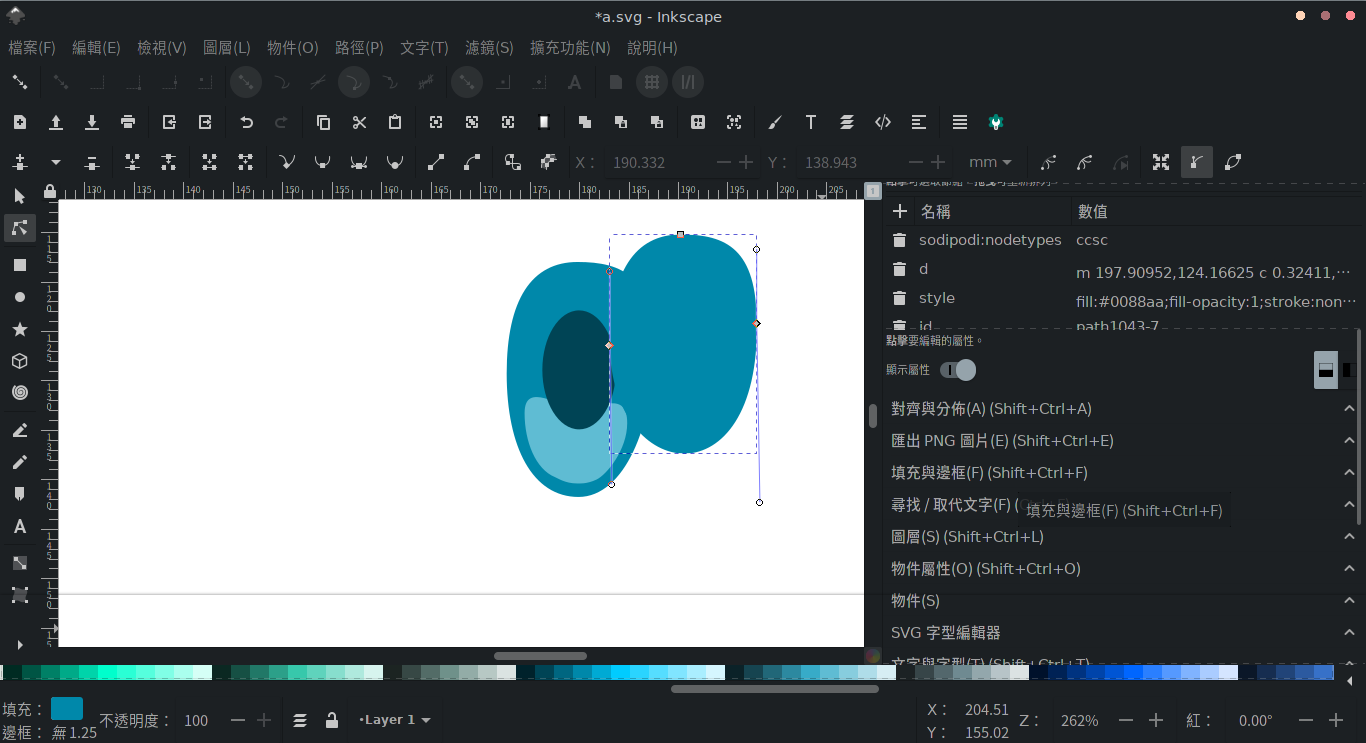 *a.svg - Inkscape
檔案(F) 編輯(E) 檢視(V) 圖層(L) 物件(O) 路徑(P) 文字(T) 濾鏡(S) 擴充功能(N) 說明(H)
X： 190.332 Y： 138.943 mm
130 135 140 145 150 155 160 165 170 175 180 185 190 195 200 205
1
名稱 數值
sodipodi:nodetypes ccsc
d m 197.90952,124.16625 c 0.32411,⋯
style fill:#0088aa;fill-opacity:1;stroke:non⋯
id path1043-7
點擊要編輯的屬性。
顯示屬性
對齊與分佈(A) (Shift+Ctrl+A)
匯出 PNG 圖片(E) (Shift+Ctrl+E)
填充與邊框(F) (Shift+Ctrl+F)
尋找 / 取代文字(F) (Ctrl+F)
填充與邊框(F) (Shift+Ctrl+F)
圖層(S) (Shift+Ctrl+L)
物件屬性(O) (Shift+Ctrl+O)
物件(S)
SVG 字型編輯器
文字與字型(T) (Shift+Ctrl+T)
填充： 不透明度： 100 •Layer 1 X： 204.51 Z： 262% 紅： 0.00°
邊框： 無 1.25 Y： 155.02